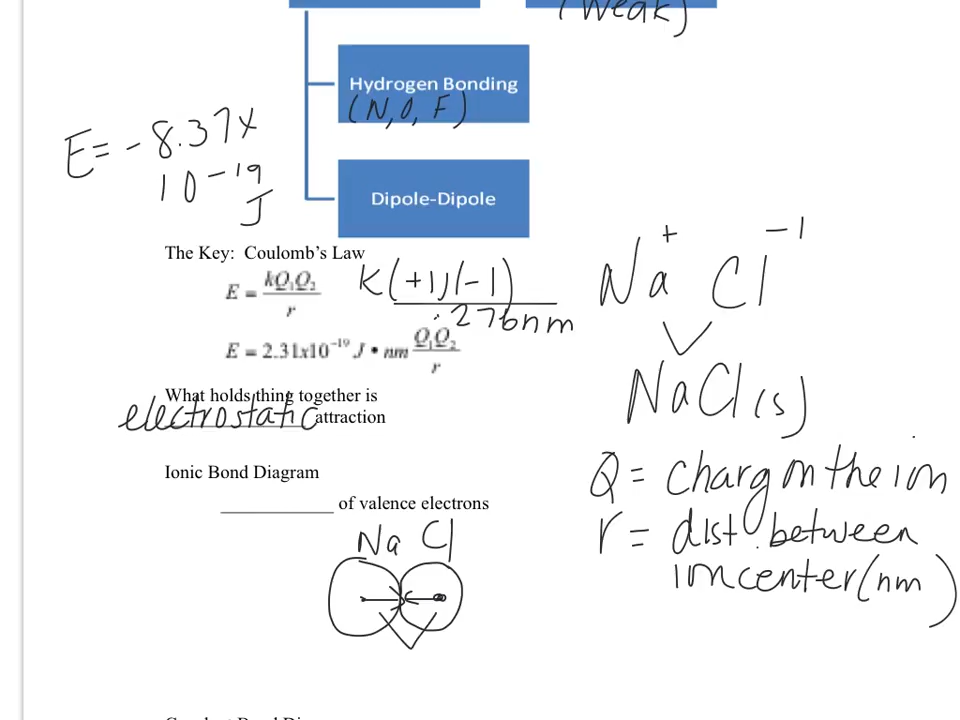 (Weak)
Hydrogen Bonding
(N, O, F)
E = -8.37x
10-19
J
Dipole-Dipole
The Key: Coulomb's Law
E = kQ1Q2
r
K(+1)(-1)
.276nm
Na+ Cl-1
E = 2.31x10-19 J • nm Q1Q2
r
NaCl(s)
What holds thing together is
electrostatic attraction
Ionic Bond Diagram
Q = charg on the ion
____________ of valence electrons
r = dist. between
ion center (nm)
Na Cl